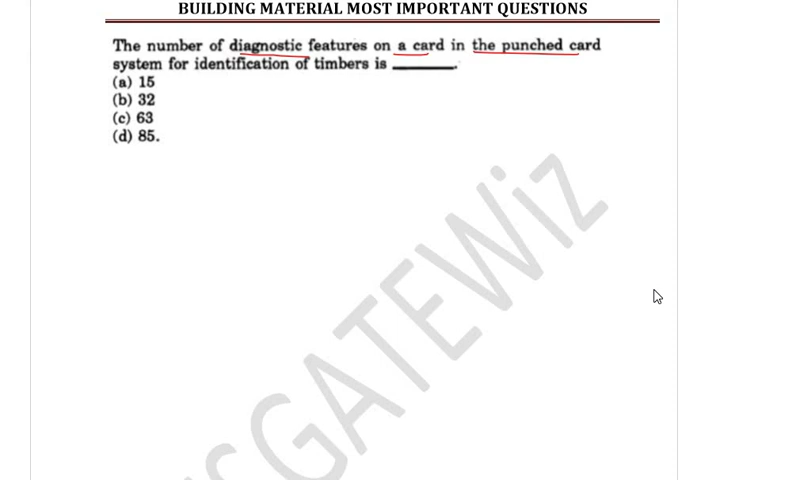 BUILDING MATERIAL MOST IMPORTANT QUESTIONS
The number of diagnostic features on a card in the punched card
system for identification of timbers is ________.
(a) 15
(b) 32
(c) 63
(d) 85.
GATEWiz